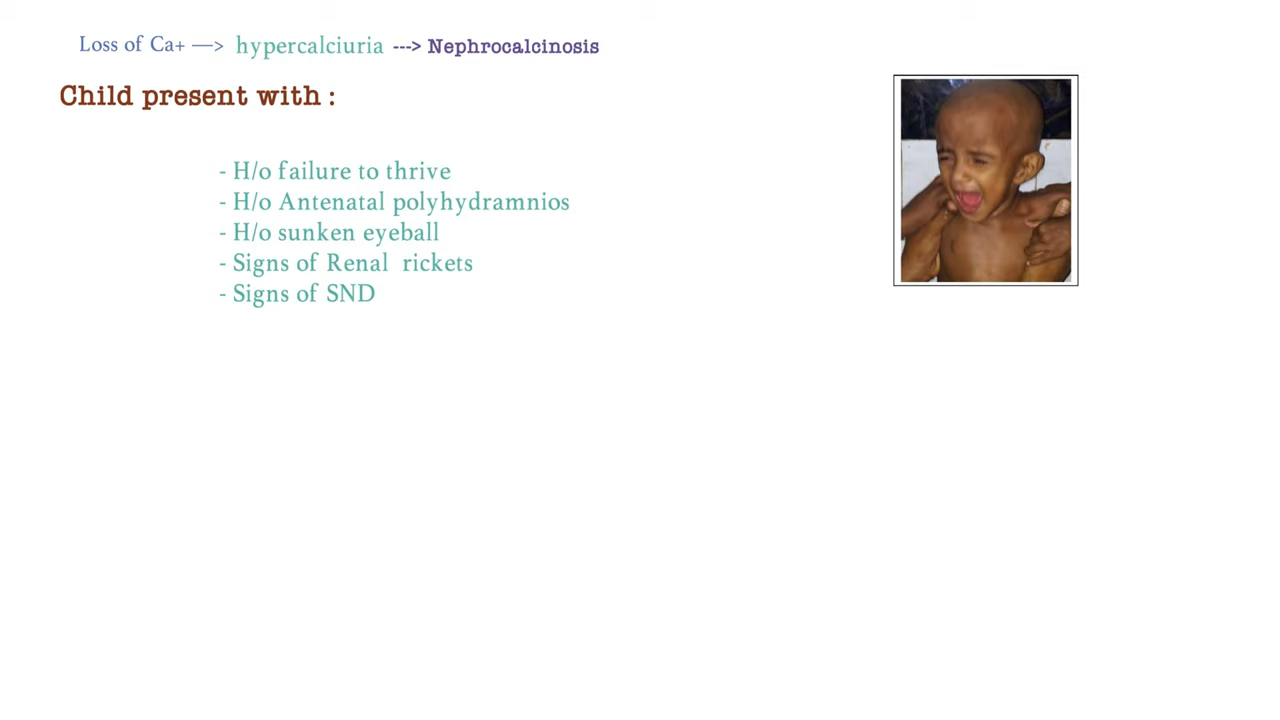 Loss of Ca+ —> hypercalciuria ---> Nephrocalcinosis
Child present with :
- H/o failure to thrive
- H/o Antenatal polyhydramnios
- H/o sunken eyeball
- Signs of Renal rickets
- Signs of SND